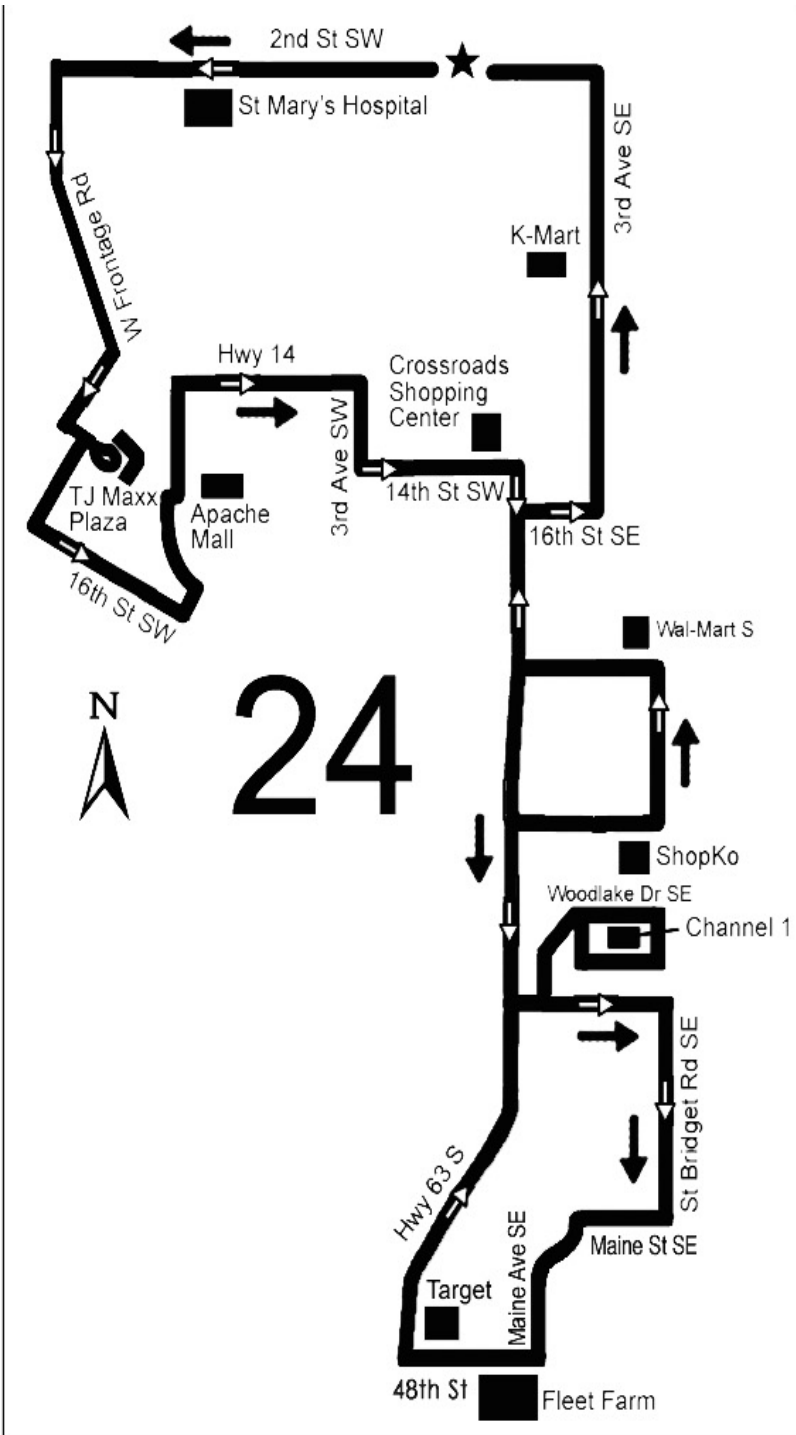 2nd St SW
St Mary's Hospital
3rd Ave SE
W Frontage Rd
K-Mart
Hwy 14
Crossroads
Shopping
Center
3rd Ave SW
TJ Maxx
Plaza
Apache
Mall
14th St SW
16th St SE
16th St SW
Wal-Mart S
N
24
ShopKo
Woodlake Dr SE
Channel 1
St Bridget Rd SE
Hwy 63 S
Maine Ave SE
Maine St SE
Target
48th St
Fleet Farm